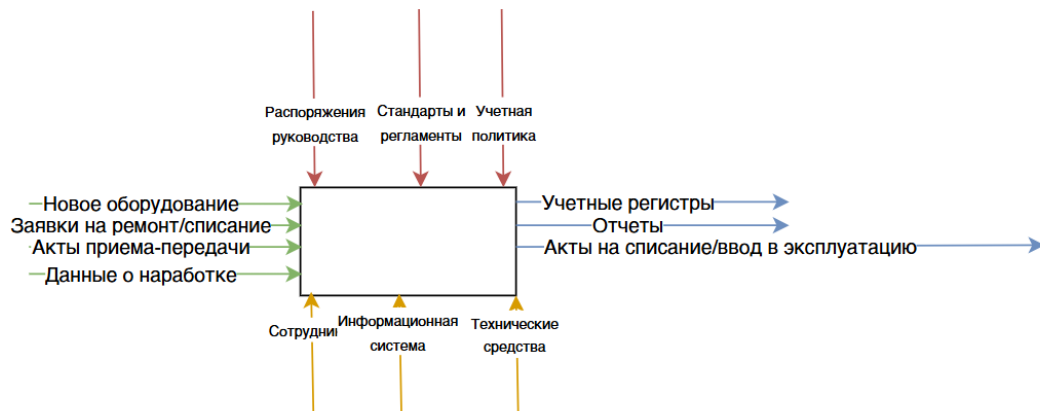 Распоряжения
руководства
Стандарты и
регламенты
Учетная
политика
Новое оборудование
Заявки на ремонт/списание
Акты приема-передачи
Данные о наработке
Учетные регистры
Отчеты
Акты на списание/ввод в эксплуатацию
Информационная
система
Технические
средства